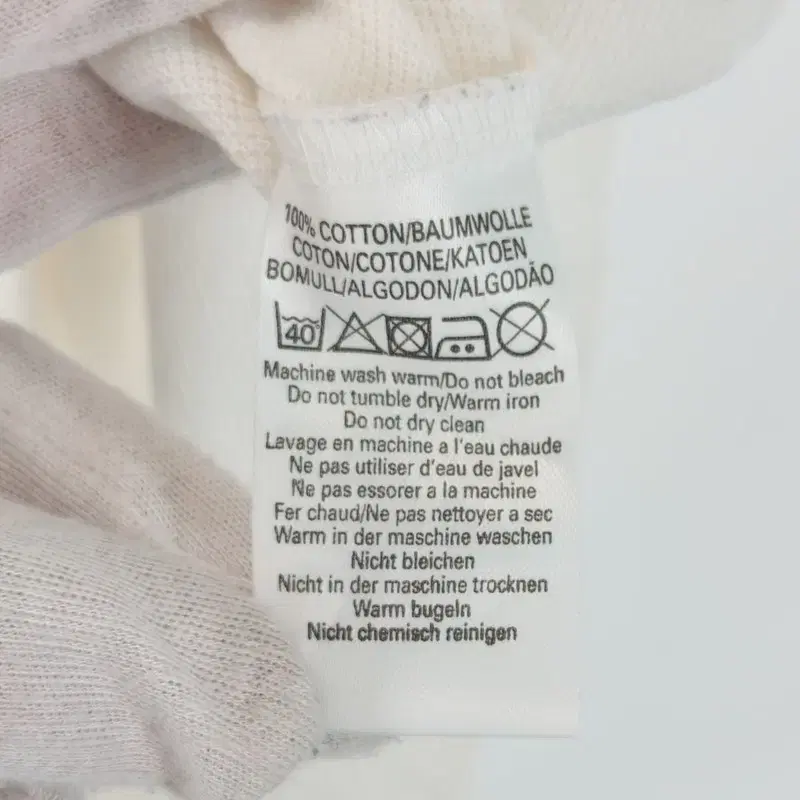 100% COTTON/BAUMWOLLE
COTON/COTONE/KATOEN
BOMULL/ALGODON/ALGODÃO
40
Machine wash warm/Do not bleach
Do not tumble dry/Warm iron
Do not dry clean
Lavage en machine a l'eau chaude
Ne pas utiliser d'eau de javel
Ne pas essorer a la machine
Fer chaud/Ne pas nettoyer a sec
Warm in der maschine waschen
Nicht bleichen
Nicht in der maschine trocknen
Warm bugeln
Nicht chemisch reinigen